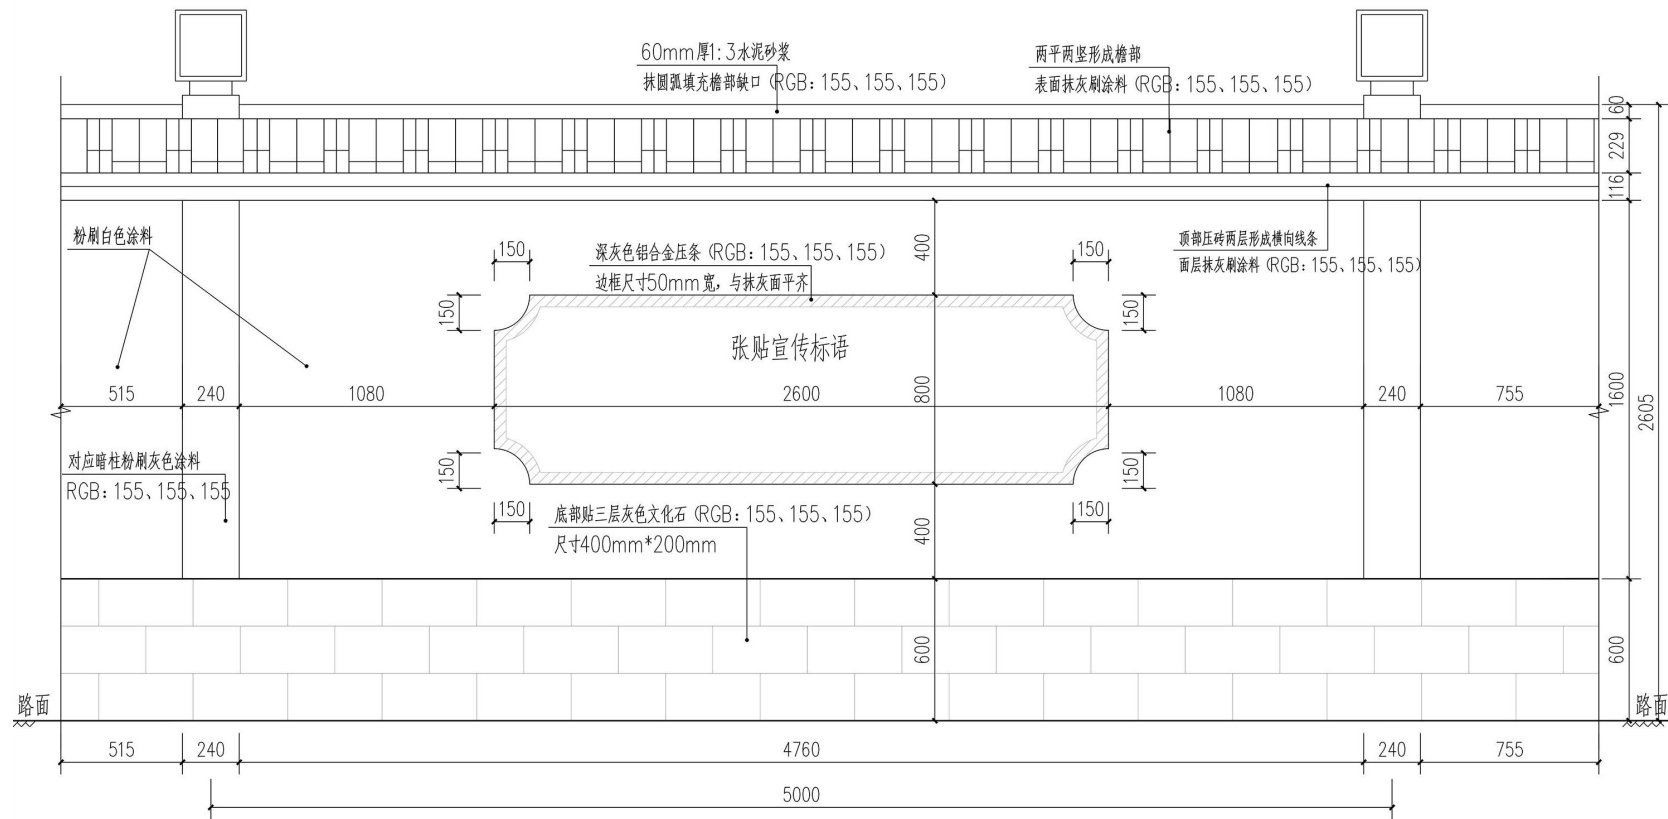 60mm厚1:3水泥砂浆
抹圆弧填充檐部缺口(RGB:155、155、155)
两平两竖形成檐部
表面抹灰刷涂料(RGB:155、155、155)
60
229
116
粉刷白色涂料
深灰色铝合金压条(RGB:155、155、155)
边框尺寸50mm宽,与抹灰面平齐
顶部压砖两层形成横向线条
面层抹灰刷涂料(RGB:155、155、155)
150
400
150
150
150
张贴宣传标语
515
240
1080
2600
800
1080
240
755
1600
2605
对应暗柱粉刷灰色涂料
RGB:155、155、155
150
150
150
150
底部贴三层灰色文化石(RGB:155、155、155)
尺寸400mm*200mm
400
600
600
路面
路面
515
240
4760
240
755
5000